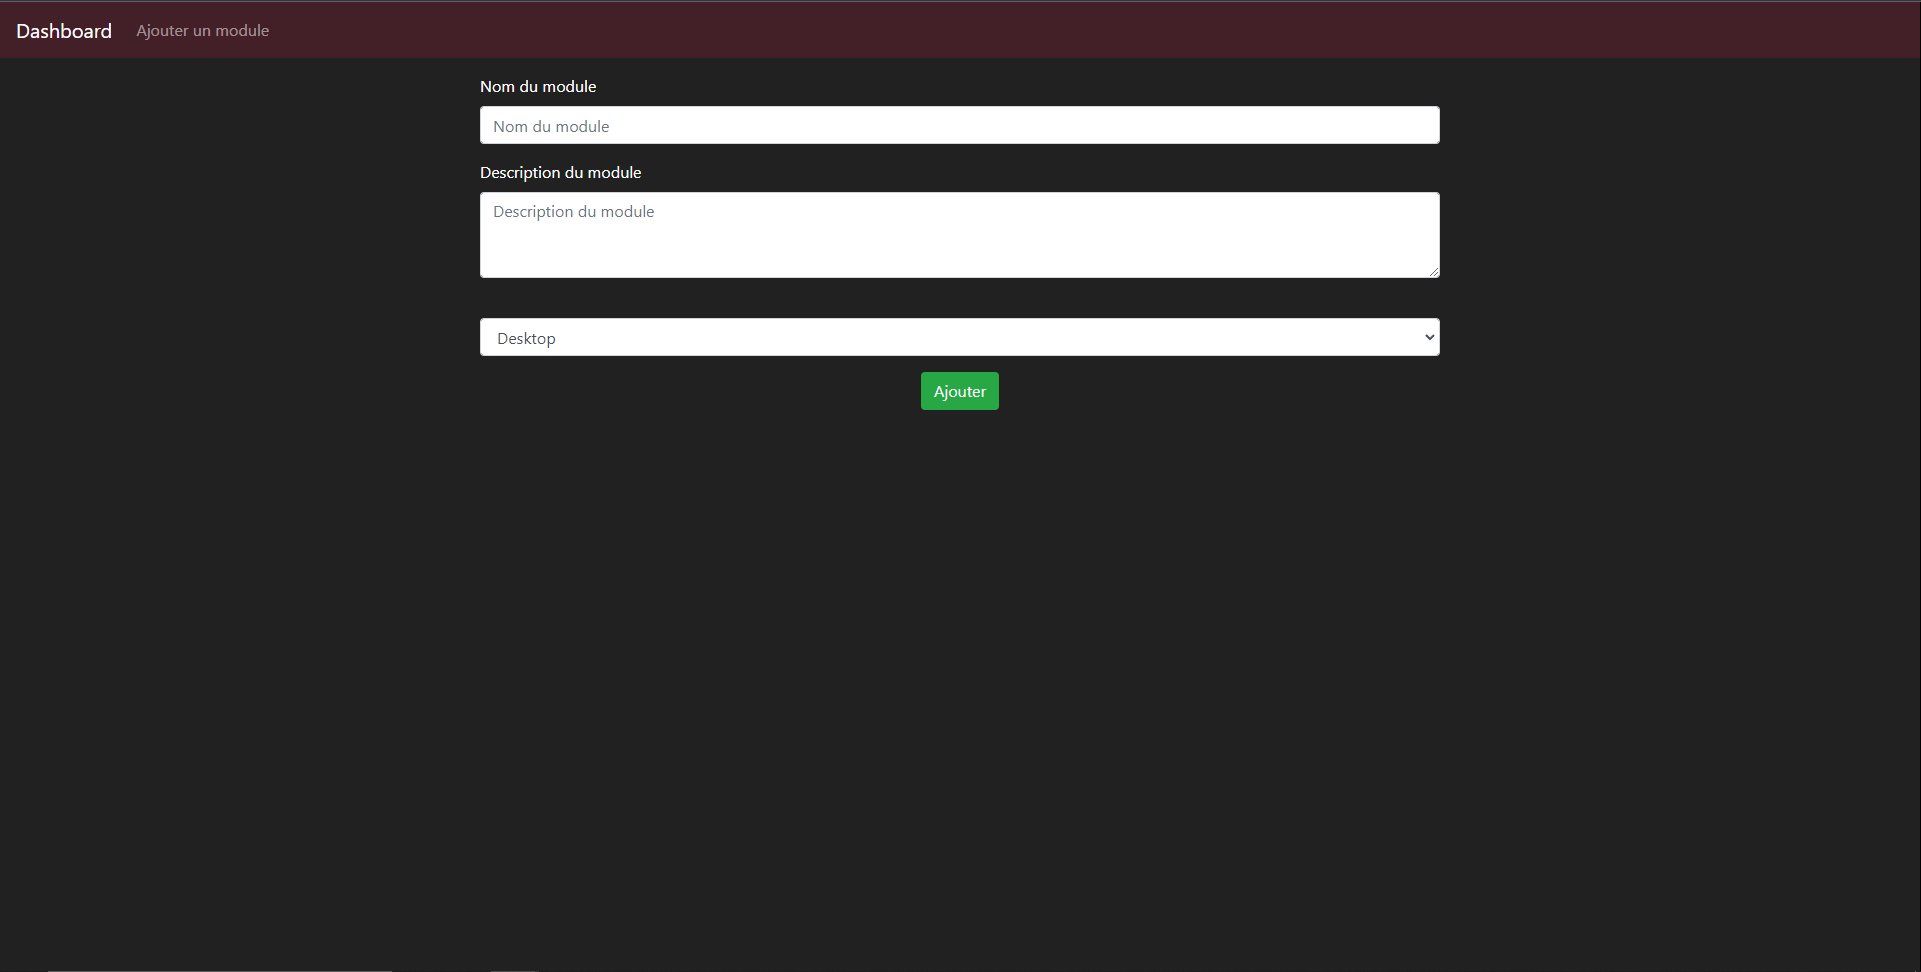 Dashboard Ajouter un module
Nom du module
Nom du module
Description du module
Description du module
Desktop
Ajouter